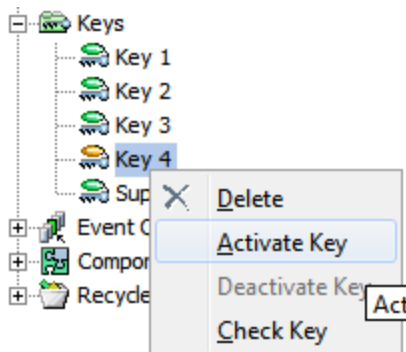 Keys
Key 1
Key 2
Key 3
Key 4
Sup
Delete
Event
Activate Key
Compor
Recycle
Deactivate Key
Act
Check Key